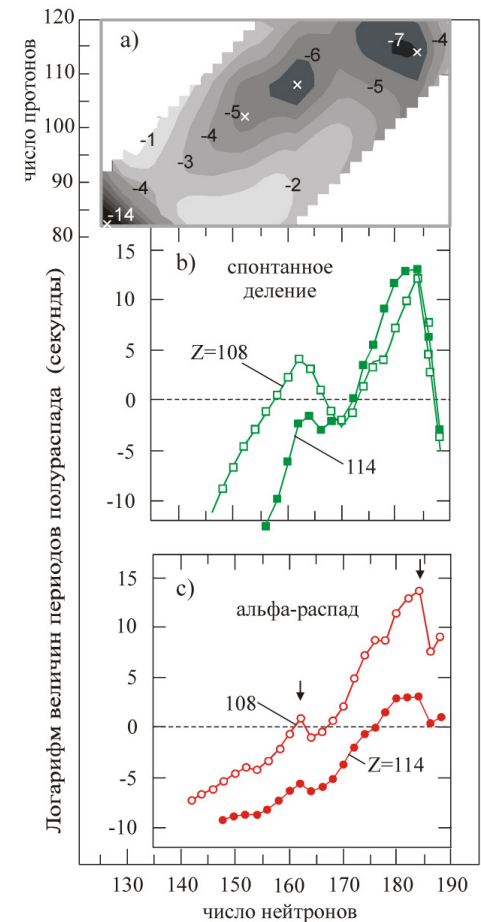 120
a)
-7
-4
-6
число протонов
110
-5
-5
100
-1
-4
-3
90
-4
-2
-14
80
Логарифм величин периодов полураспада (секунды)
b)
спонтанное
деление
15
10
Z=108
5
0
-5
114
-10
c)
альфа-распад
15
10
108
5
0
Z=114
-5
-10
130 140 150 160 170 180 190
число нейтронов